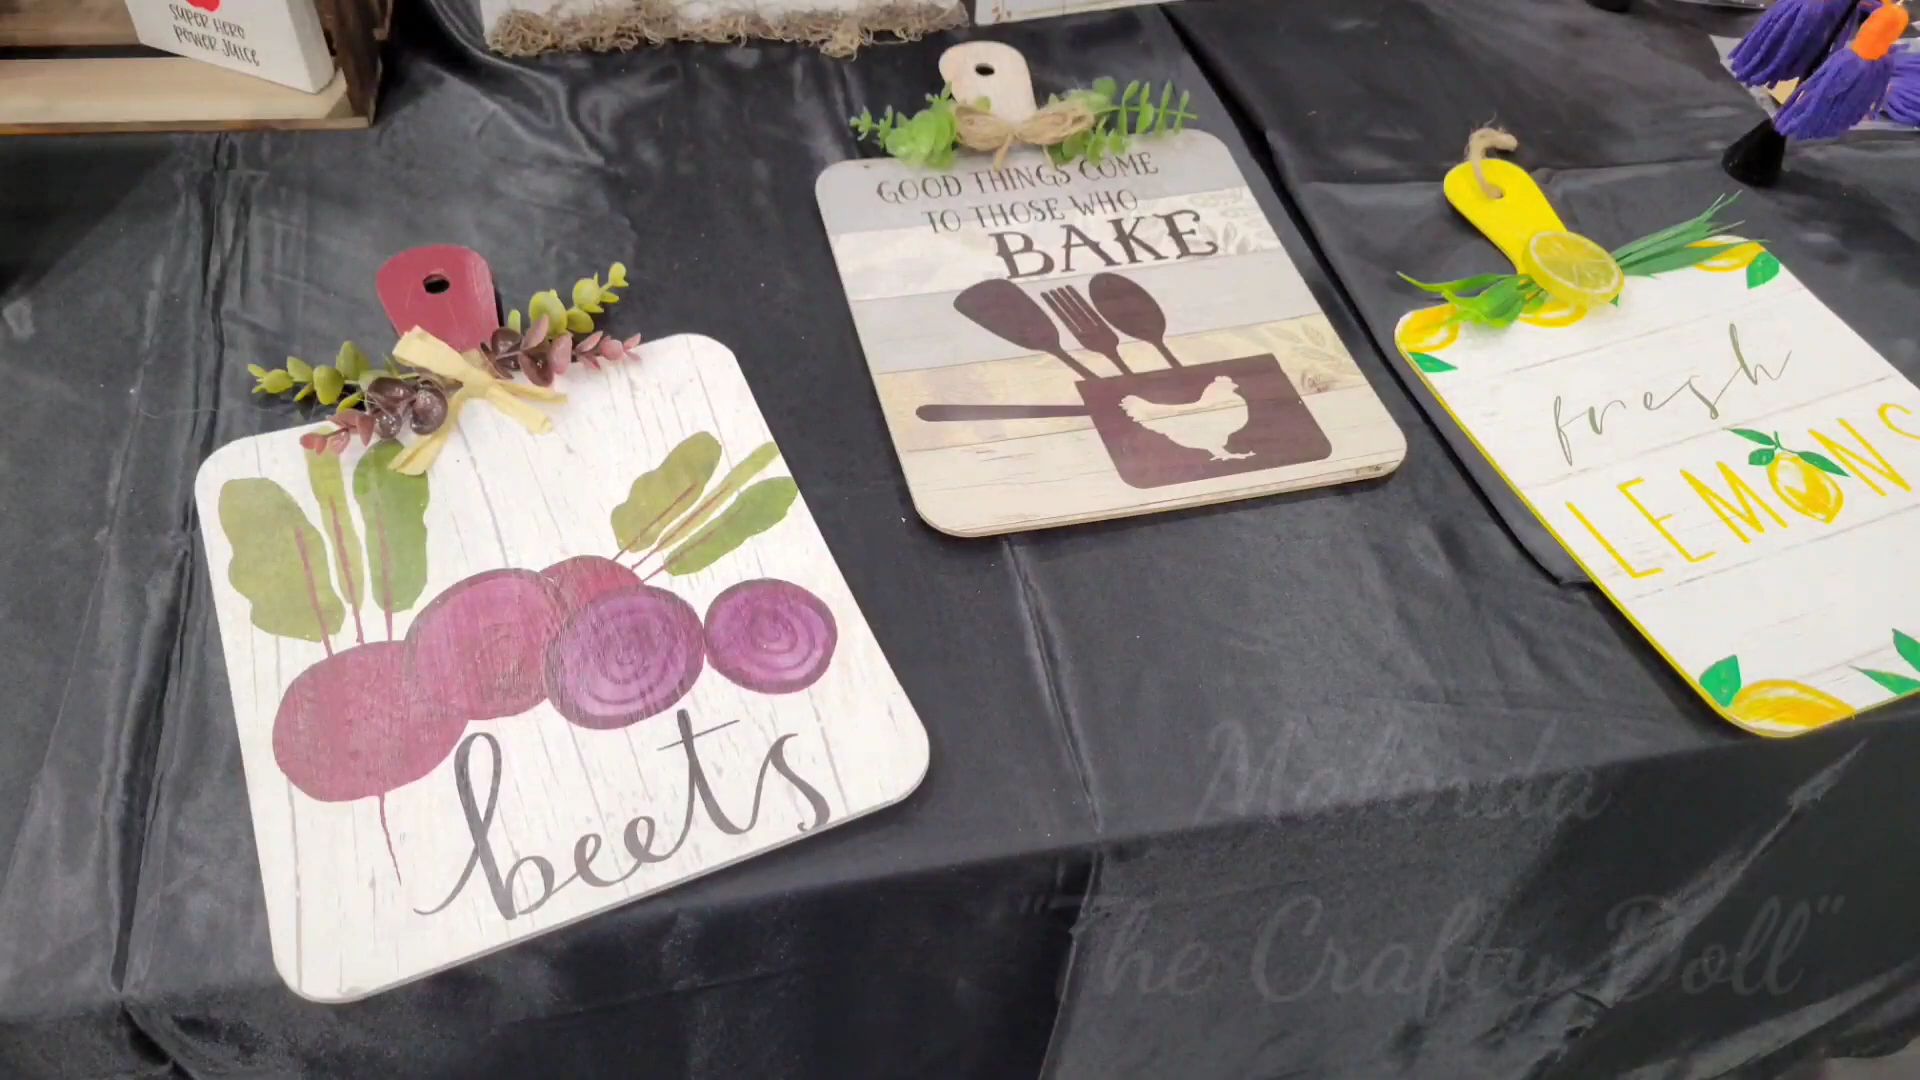 SUPER HERO
POWER JUICE
GOOD THINGS COME
TO THOSE WHO
BAKE
fresh
LEMONS
beets
"The Crafty Doll"